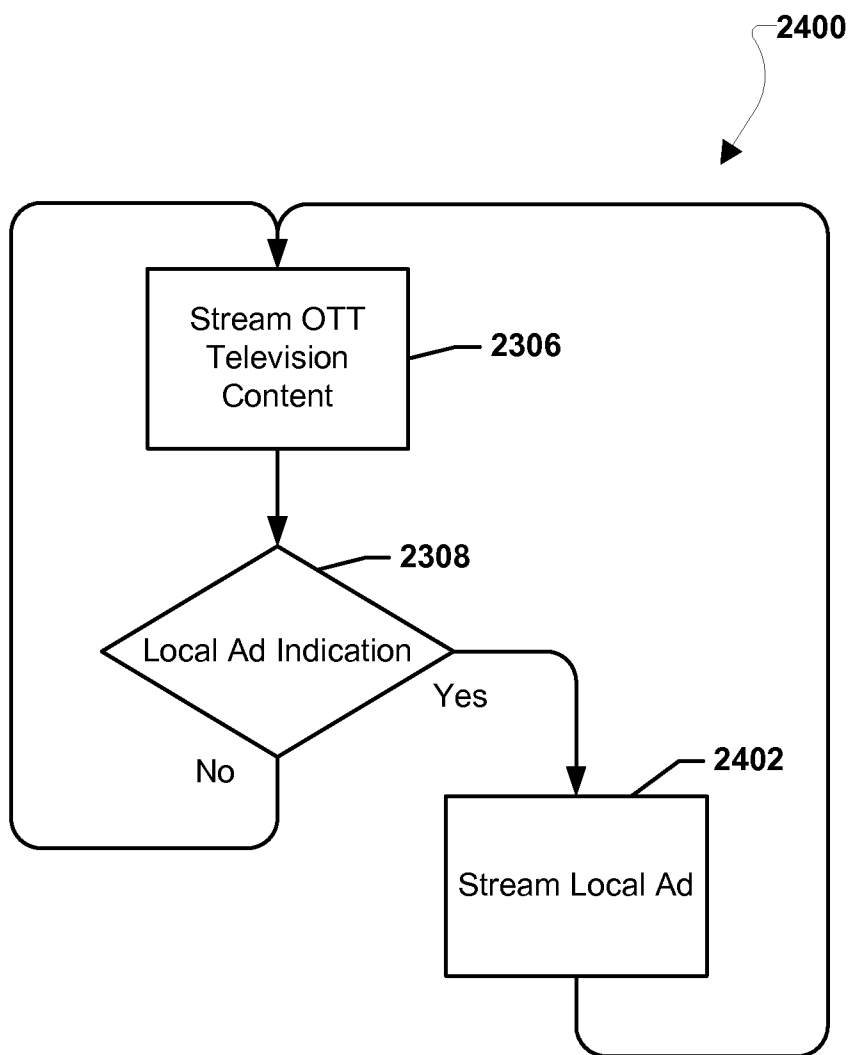 2400
Stream OTT
Television
Content
2306
2308
Local Ad Indication
Yes
No
2402
Stream Local Ad